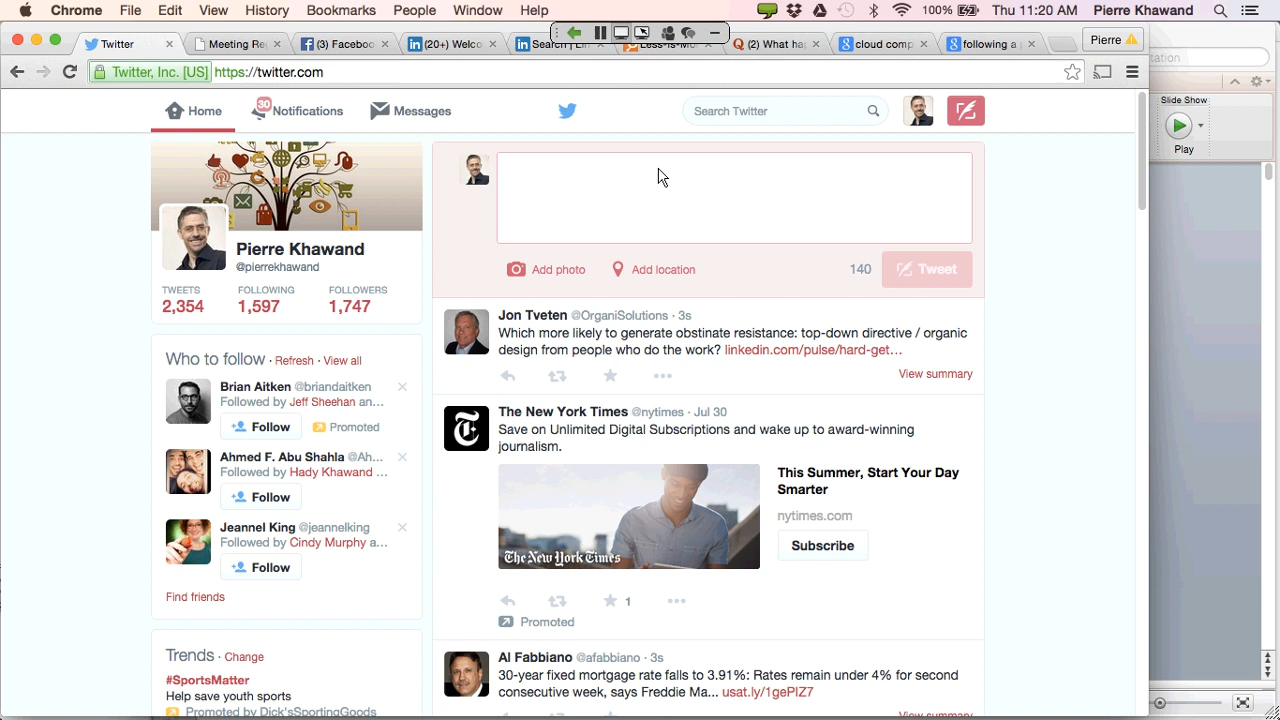 Chrome File Edit View History Bookmarks People Window Help 100% Thu 11:20 AM Pierre Khawand
Twitter Meeting Re (3) Facebo (20+) Welco Search | Lin Less-is-Mo (2) What ha cloud comp following a Pierre
tation
Twitter, Inc. [US] https://twitter.com
Slide Show
Play
Home 30 Notifications Messages Search Twitter
Pierre Khawand
@pierrekhawand
TWEETS FOLLOWING FOLLOWERS
2,354 1,597 1,747
Who to follow · Refresh · View all
Brian Aitken @briandaitken
Followed by Jeff Sheehan an...
Follow Promoted
Ahmed F. Abu Shahla @Ah...
Followed by Hady Khawand ...
Follow
Jeannel King @jeannelking
Followed by Cindy Murphy a...
Follow
Find friends
Trends · Change
#SportsMatter
Help save youth sports
Promoted by Dick'sSportingGoods
Add photo Add location 140 Tweet
Jon Tveten @OrganiSolutions · 3s
Which more likely to generate obstinate resistance: top-down directive / organic
design from people who do the work? linkedin.com/pulse/hard-get...
View summary
The New York Times @nytimes · Jul 30
Save on Unlimited Digital Subscriptions and wake up to award-winning
journalism.
The New York Times
This Summer, Start Your Day
Smarter
nytimes.com
Subscribe
1
Promoted
Al Fabbiano @afabbiano · 3s
30-year fixed mortgage rate falls to 3.91%: Rates remain under 4% for second
consecutive week, says Freddie Ma... usat.ly/1gePIZ7
View summary